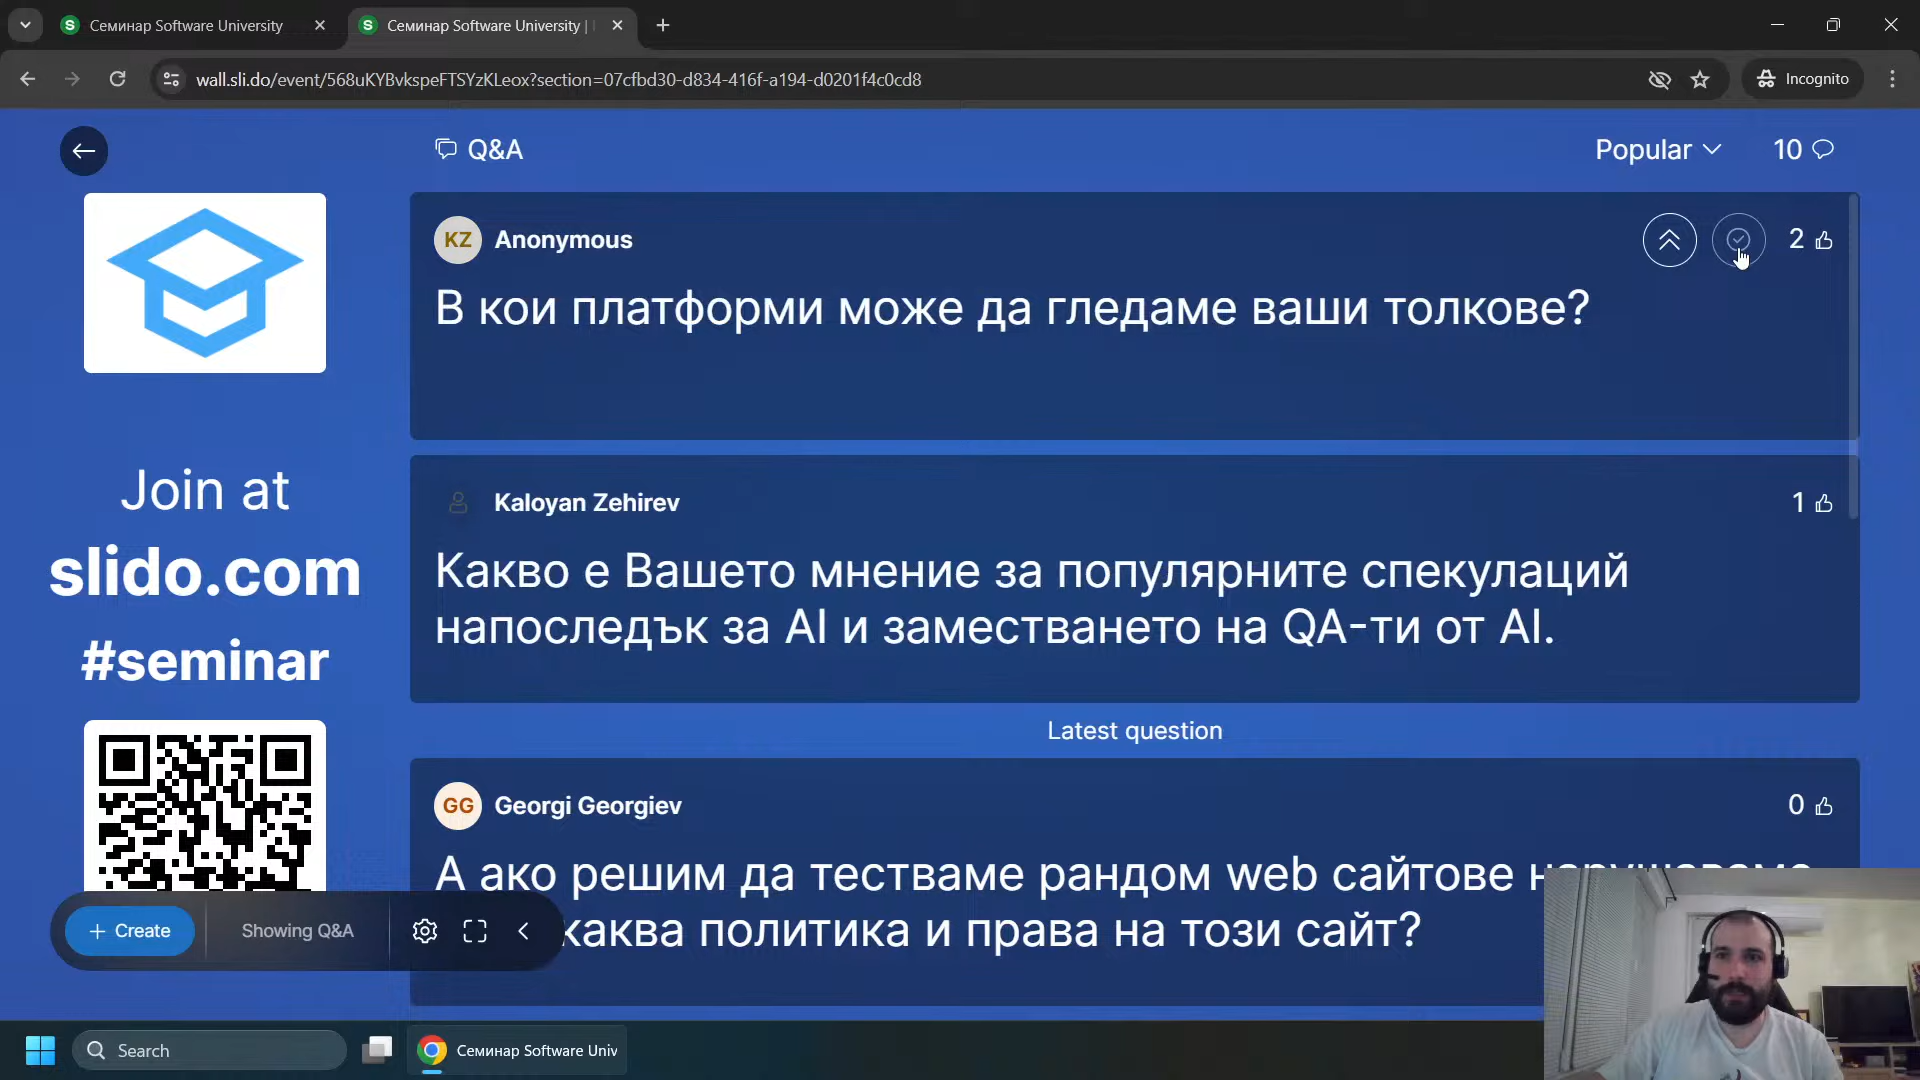 Семинар Software University
Семинар Software University |
wall.sli.do/event/568uKYBvkspeFTSYzKLeox?section=07cfbd30-d834-416f-a194-d0201f4c0cd8
Incognito
Q&A
Popular
10
KZ
Anonymous
2
В кои платформи може да гледаме ваши толкове?
Kaloyan Zehirev
1
Какво е Вашето мнение за популярните спекулаций
напоследък за AI и заместването на QA-ти от AI.
Latest question
GG
Georgi Georgiev
0
А ако решим да тестваме рандом web сайтове
каква политика и права на този сайт?
Join at
slido.com
#seminar
Create
Showing Q&A
Search
Семинар Software Univ